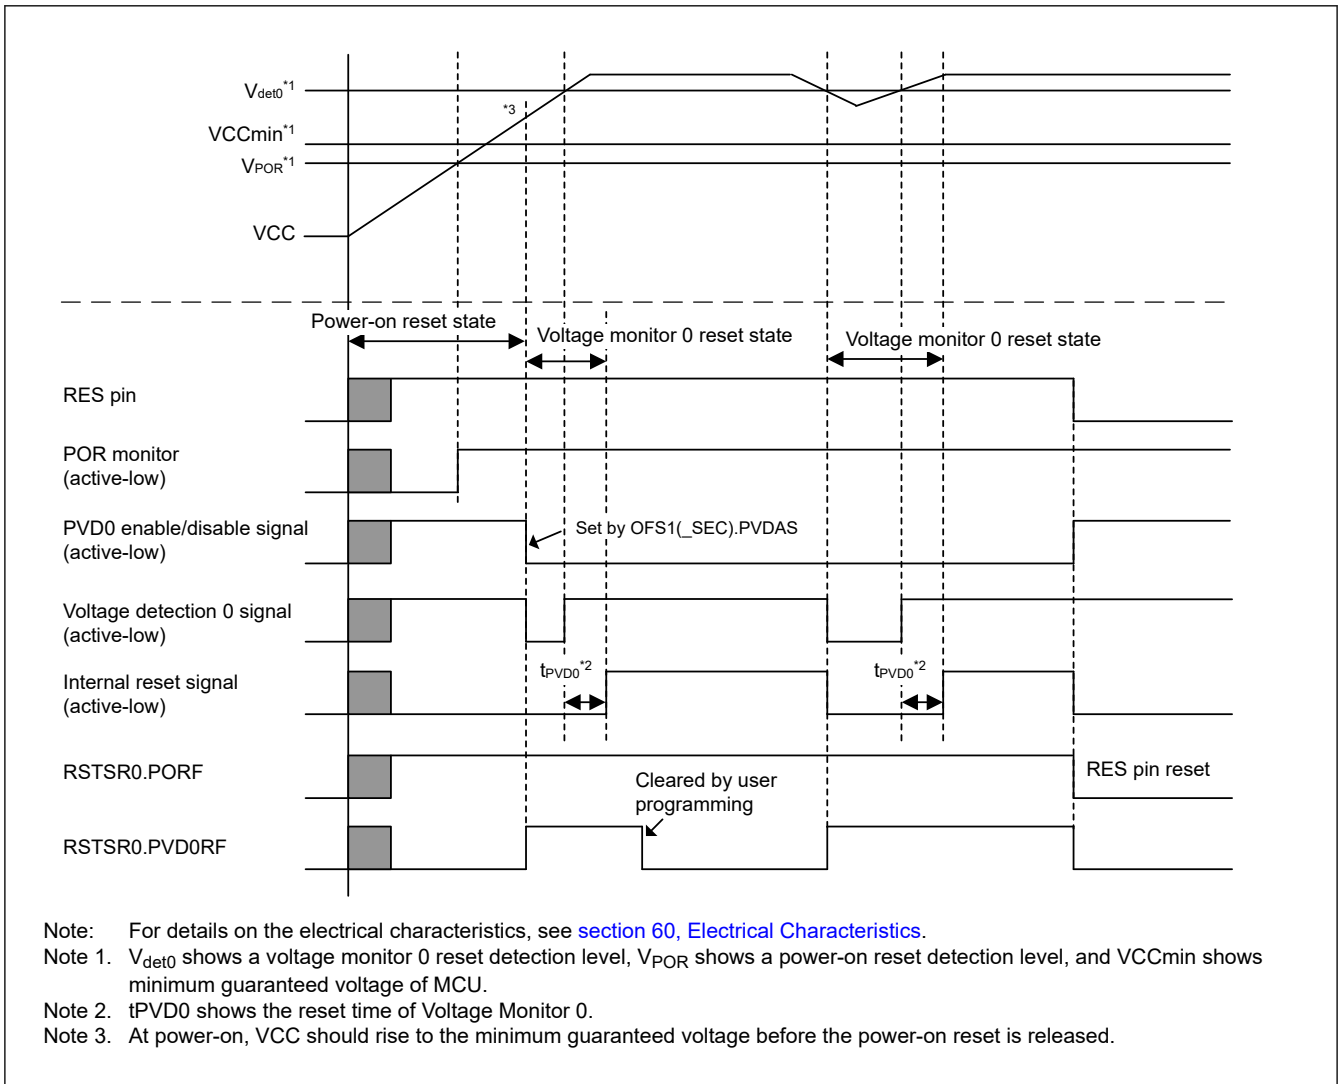 Vdet0*1
*3
VCCmin*1
VPOR*1
VCC
Power-on reset state
Voltage monitor 0 reset state
Voltage monitor 0 reset state
RES pin
POR monitor
(active-low)
PVD0 enable/disable signal
(active-low)
Set by OFS1(_SEC).PVDAS
Voltage detection 0 signal
(active-low)
tPVD0*2
tPVD0*2
Internal reset signal
(active-low)
RSTSR0.PORF
RES pin reset
Cleared by user
programming
RSTSR0.PVD0RF
Note: For details on the electrical characteristics, see section 60, Electrical Characteristics.
Note 1. Vdet0 shows a voltage monitor 0 reset detection level, VPOR shows a power-on reset detection level, and VCCmin shows
minimum guaranteed voltage of MCU.
Note 2. tPVD0 shows the reset time of Voltage Monitor 0.
Note 3. At power-on, VCC should rise to the minimum guaranteed voltage before the power-on reset is released.